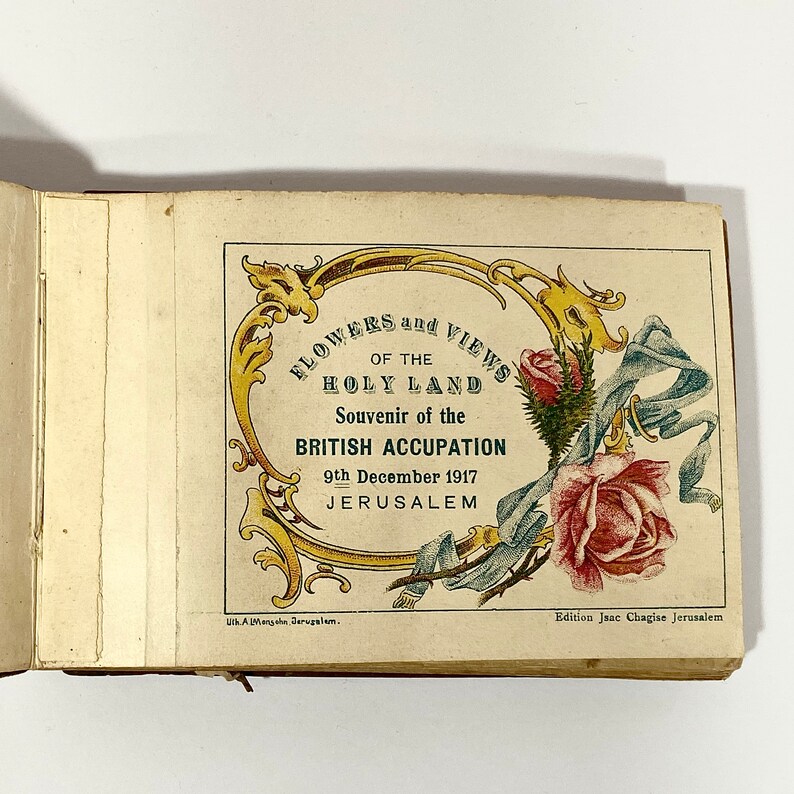 FLOWERS and VIEWS
OF THE
HOLY LAND
Souvenir of the
BRITISH ACCUPATION
9th December 1917
JERUSALEM
Lith. A. L. Monsohn, Jerusalem.
Edition Jsac Chagise Jerusalem